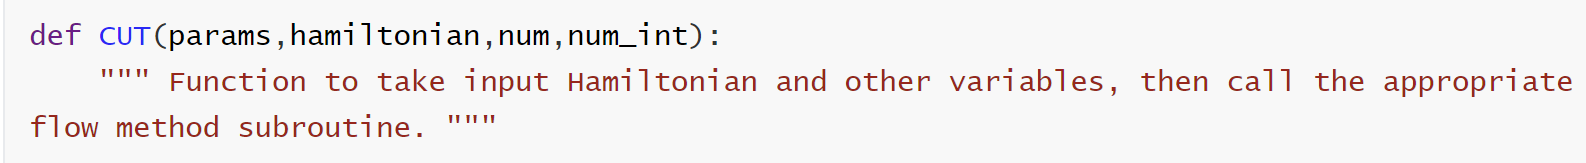 def CUT(params,hamiltonian,num,num_int):
    """ Function to take input Hamiltonian and other variables, then call the appropriate
flow method subroutine. """